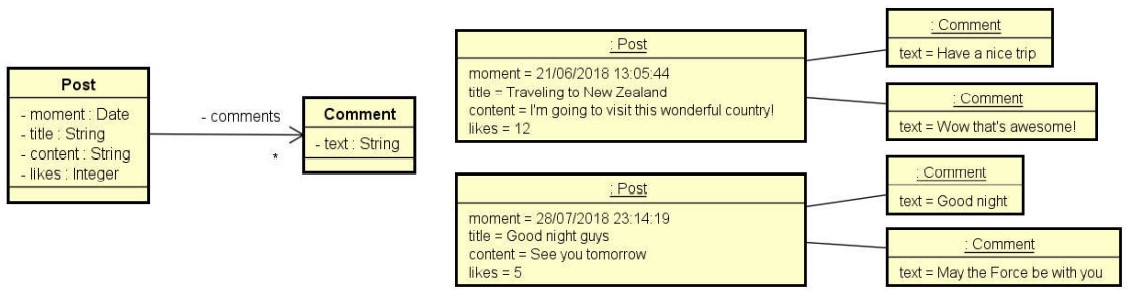 Post
- moment : Date
- title : String
- content : String
- likes : Integer
- comments
*
Comment
- text : String
: Post
moment = 21/06/2018 13:05:44
title = Traveling to New Zealand
content = I'm going to visit this wonderful country!
likes = 12
: Comment
text = Have a nice trip
: Comment
text = Wow that's awesome!
: Post
moment = 28/07/2018 23:14:19
title = Good night guys
content = See you tomorrow
likes = 5
: Comment
text = Good night
: Comment
text = May the Force be with you